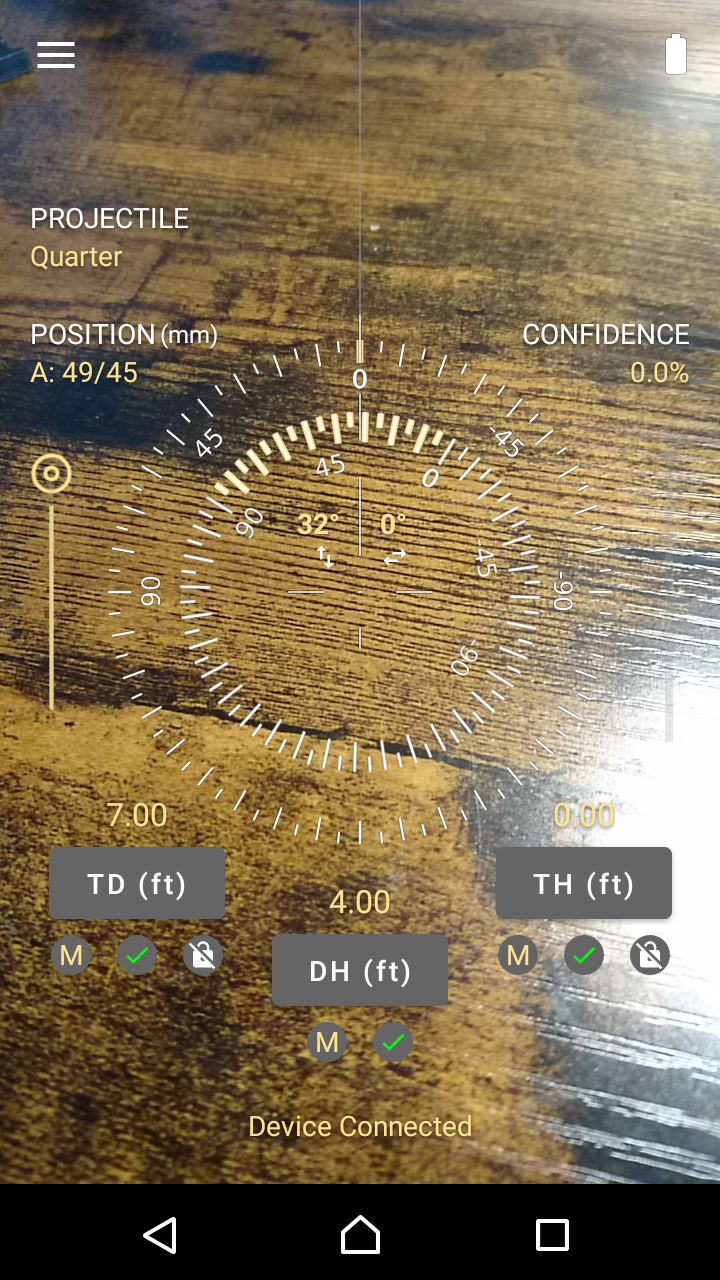 PROJECTILE
Quarter
POSITION (mm)
A: 49/45
CONFIDENCE
0.0%
0
45
-45
45
0
90
32°
0°
-45
90
-90
-90
7.00
TD (ft)
M
4.00
DH (ft)
M
0.00
TH (ft)
M
Device Connected